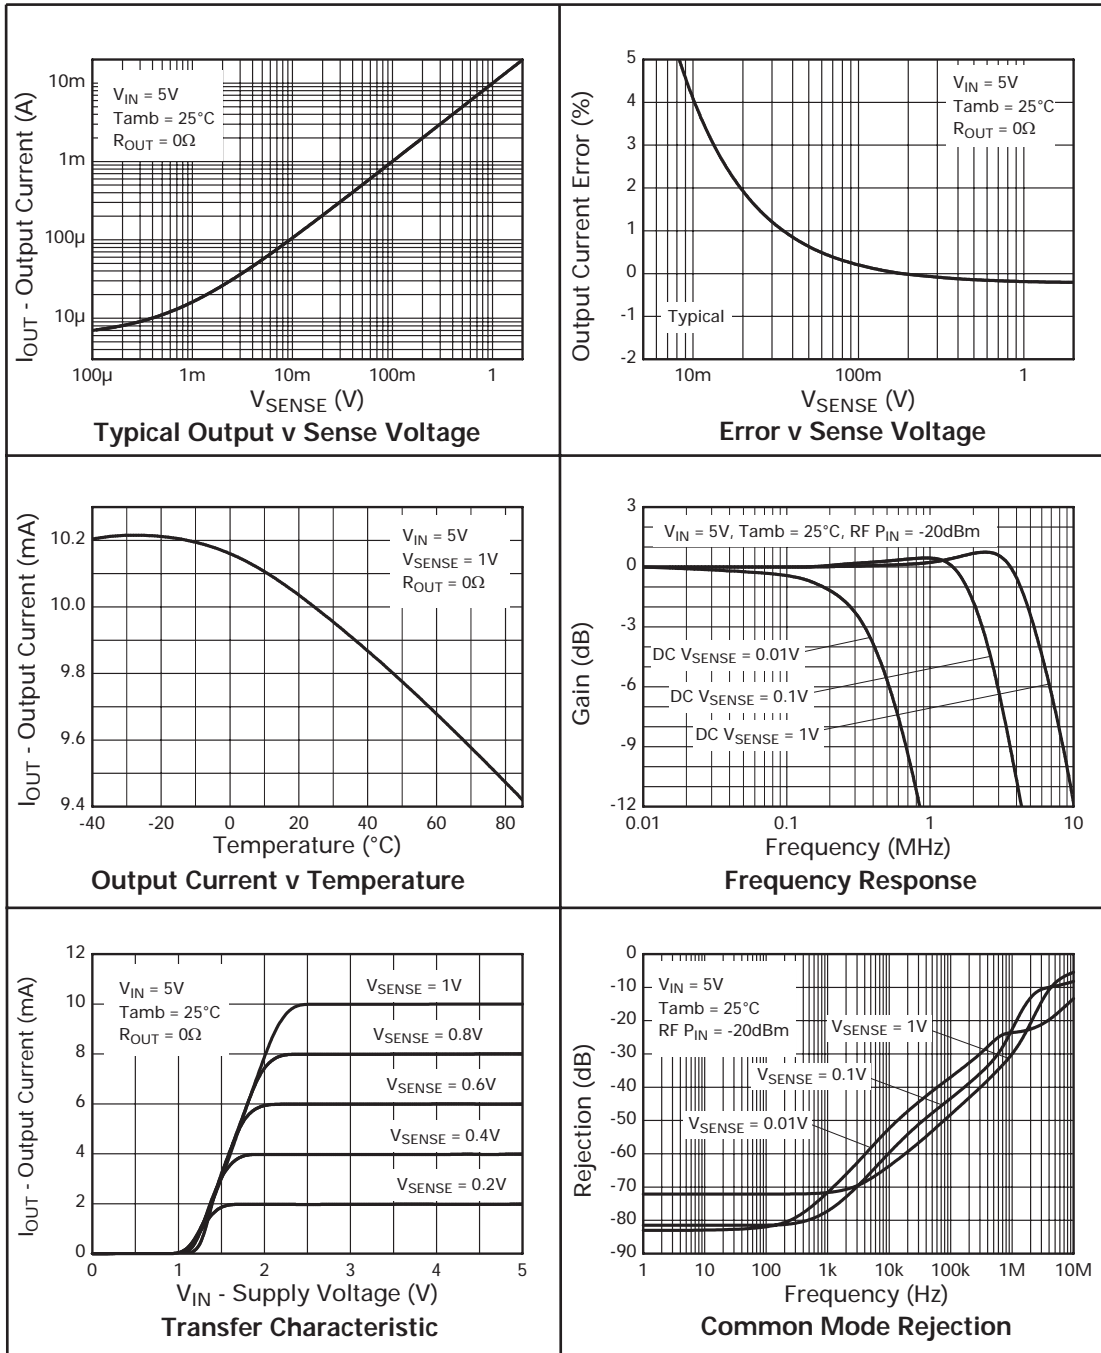 IOUT - Output Current (A)
10m
1m
100µ
10µ
VIN = 5V
Tamb = 25°C
ROUT = 0Ω
100µ
1m
10m
100m
1
VSENSE (V)
Typical Output v Sense Voltage
Output Current Error (%)
5
4
3
2
1
0
-1
-2
VIN = 5V
Tamb = 25°C
ROUT = 0Ω
Typical
10m
100m
1
VSENSE (V)
Error v Sense Voltage
IOUT - Output Current (mA)
10.2
10.0
9.8
9.6
9.4
VIN = 5V
VSENSE = 1V
ROUT = 0Ω
-40
-20
0
20
40
60
80
Temperature (°C)
Output Current v Temperature
Gain (dB)
3
0
-3
-6
-9
-12
VIN = 5V, Tamb = 25°C, RF PIN = -20dBm
DC VSENSE = 0.01V
DC VSENSE = 0.1V
DC VSENSE = 1V
0.01
0.1
1
10
Frequency (MHz)
Frequency Response
IOUT - Output Current (mA)
12
10
8
6
4
2
0
VIN = 5V
Tamb = 25°C
ROUT = 0Ω
VSENSE = 1V
VSENSE = 0.8V
VSENSE = 0.6V
VSENSE = 0.4V
VSENSE = 0.2V
0
1
2
3
4
5
VIN - Supply Voltage (V)
Transfer Characteristic
Rejection (dB)
0
-10
-20
-30
-40
-50
-60
-70
-80
-90
VIN = 5V
Tamb = 25°C
RF PIN = -20dBm
VSENSE = 1V
VSENSE = 0.1V
VSENSE = 0.01V
1
10
100
1k
10k
100k
1M
10M
Frequency (Hz)
Common Mode Rejection